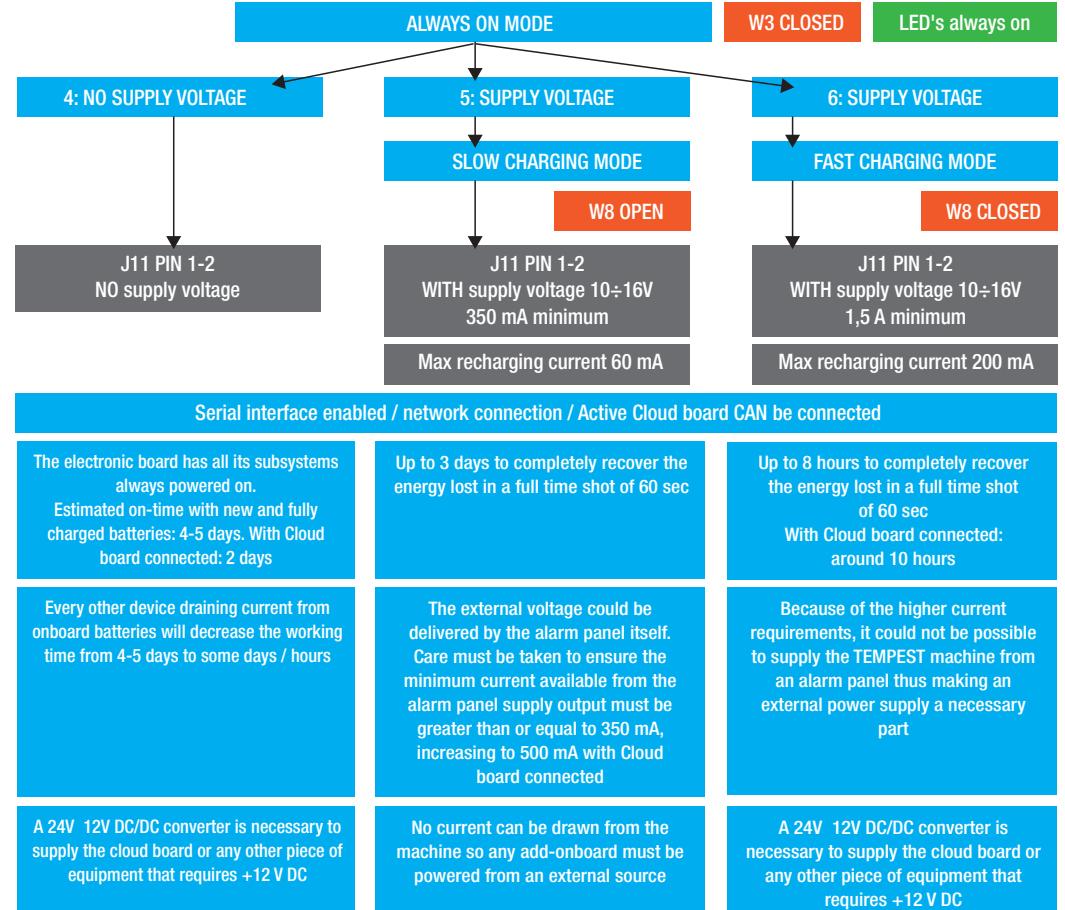 ALWAYS ON MODE
W3 CLOSED
LED's always on
4: NO SUPPLY VOLTAGE
5: SUPPLY VOLTAGE
6: SUPPLY VOLTAGE
SLOW CHARGING MODE
FAST CHARGING MODE
W8 OPEN
W8 CLOSED
J11 PIN 1-2
NO supply voltage
J11 PIN 1-2
WITH supply voltage 10÷16V
350 mA minimum
J11 PIN 1-2
WITH supply voltage 10÷16V
1,5 A minimum
Max recharging current 60 mA
Max recharging current 200 mA
Serial interface enabled / network connection / Active Cloud board CAN be connected
The electronic board has all its subsystems
always powered on.
Estimated on-time with new and fully
charged batteries: 4-5 days. With Cloud
board connected: 2 days
Up to 3 days to completely recover the
energy lost in a full time shot of 60 sec
Up to 8 hours to completely recover
the energy lost in a full time shot
of 60 sec
With Cloud board connected:
around 10 hours
Every other device draining current from
onboard batteries will decrease the working
time from 4-5 days to some days / hours
The external voltage could be
delivered by the alarm panel itself.
Care must be taken to ensure the
minimum current available from the
alarm panel supply output must be
greater than or equal to 350 mA,
increasing to 500 mA with Cloud
board connected
Because of the higher current
requirements, it could not be possible
to supply the TEMPEST machine from
an alarm panel thus making an
external power supply a necessary
part
A 24V 12V DC/DC converter is necessary to
supply the cloud board or any other piece of
equipment that requires +12 V DC
No current can be drawn from the
machine so any add-onboard must be
powered from an external source
A 24V 12V DC/DC converter is
necessary to supply the cloud board or
any other piece of equipment that
requires +12 V DC